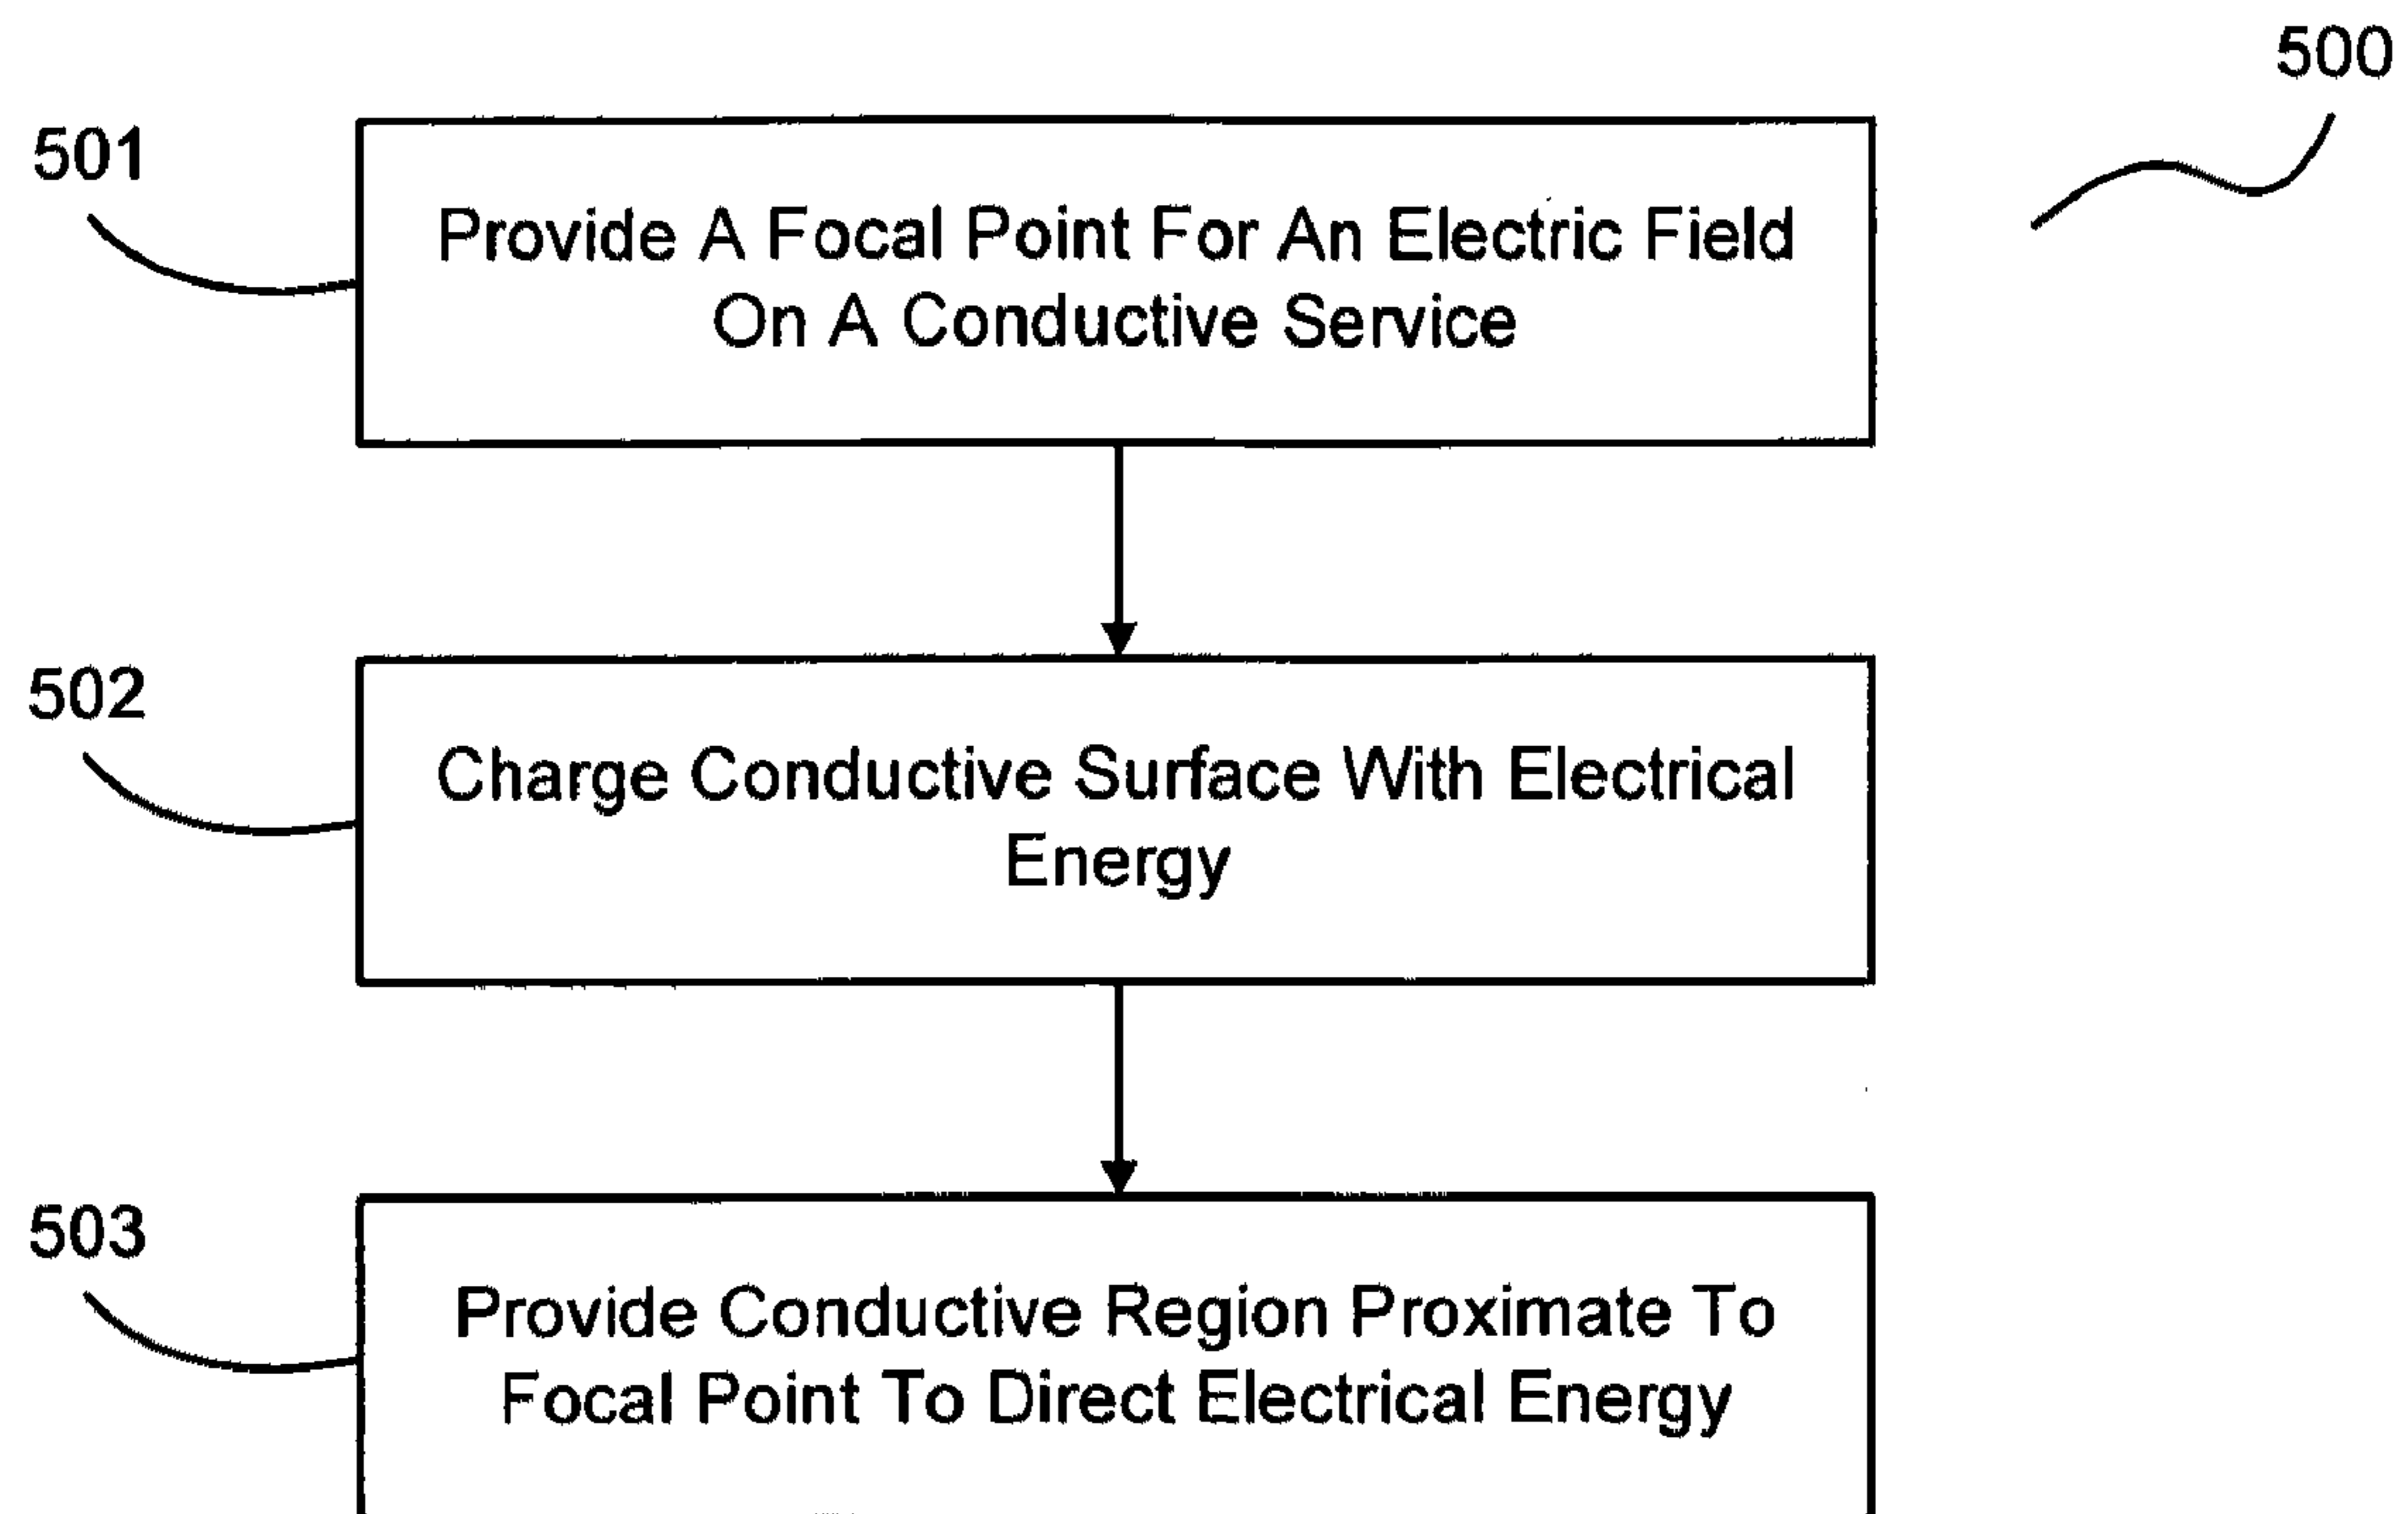 500
501
Provide A Focal Point For An Electric Field
On A Conductive Service
502
Charge Conductive Surface With Electrical
Energy
503
Provide Conductive Region Proximate To
Focal Point To Direct Electrical Energy